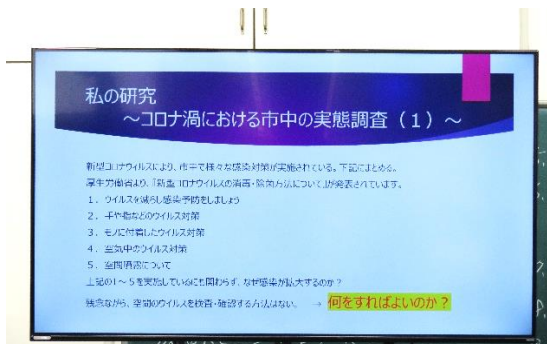 私の研究
～コロナ渦における市中の実態調査（１）～
新型コロナウイルスにより、市中で様々な感染対策が実施されている。下記にまとめる。
厚生労働省より、「新型コロナウイルスの消毒・除菌方法について」が発表されています。
１．ウイルスを減らし感染予防をしましょう
２．手や指などのウイルス対策
３．モノに付着したウイルス対策
４．空気中のウイルス対策
５．空間噴霧について
上記の１～５を実施しているにも関わらず、なぜ感染が拡大するのか？
残念ながら、空間のウイルスを検査・確認する方法はない。 → 何をすればよいのか？